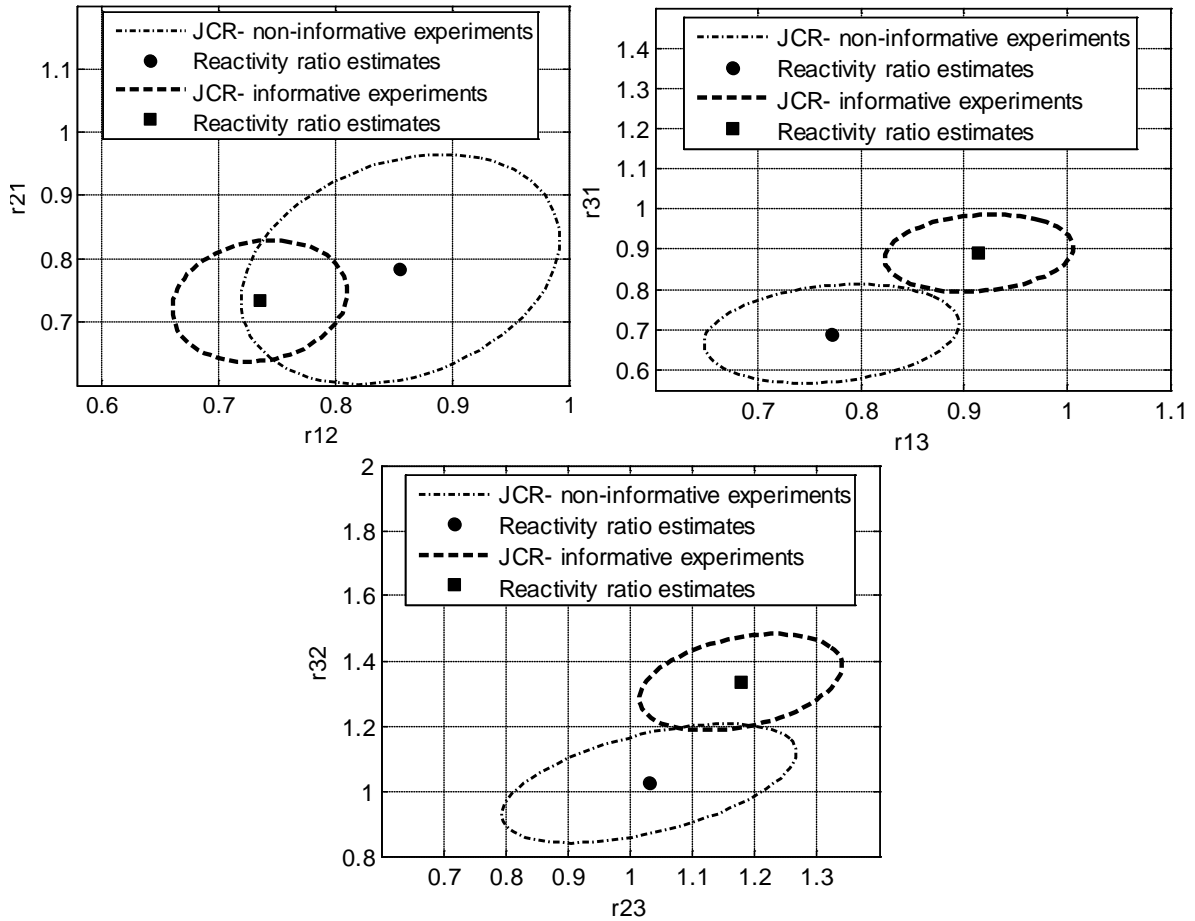 JCR- non-informative experiments
Reactivity ratio estimates
JCR- informative experiments
Reactivity ratio estimates
1.1
1
0.9
0.8
0.7
r21
0.6
0.7
0.8
0.9
1
r12
JCR- non-informative experiments
Reactivity ratio estimates
JCR- informative experiments
Reactivity ratio estimates
1.4
1.3
1.2
1.1
1
0.9
0.8
0.7
0.6
r31
0.7
0.8
0.9
1
1.1
r13
JCR- non-informative experiments
Reactivity ratio estimates
JCR- informative experiments
Reactivity ratio estimates
2
1.8
1.6
1.4
1.2
1
0.8
r32
0.7
0.8
0.9
1
1.1
1.2
1.3
r23